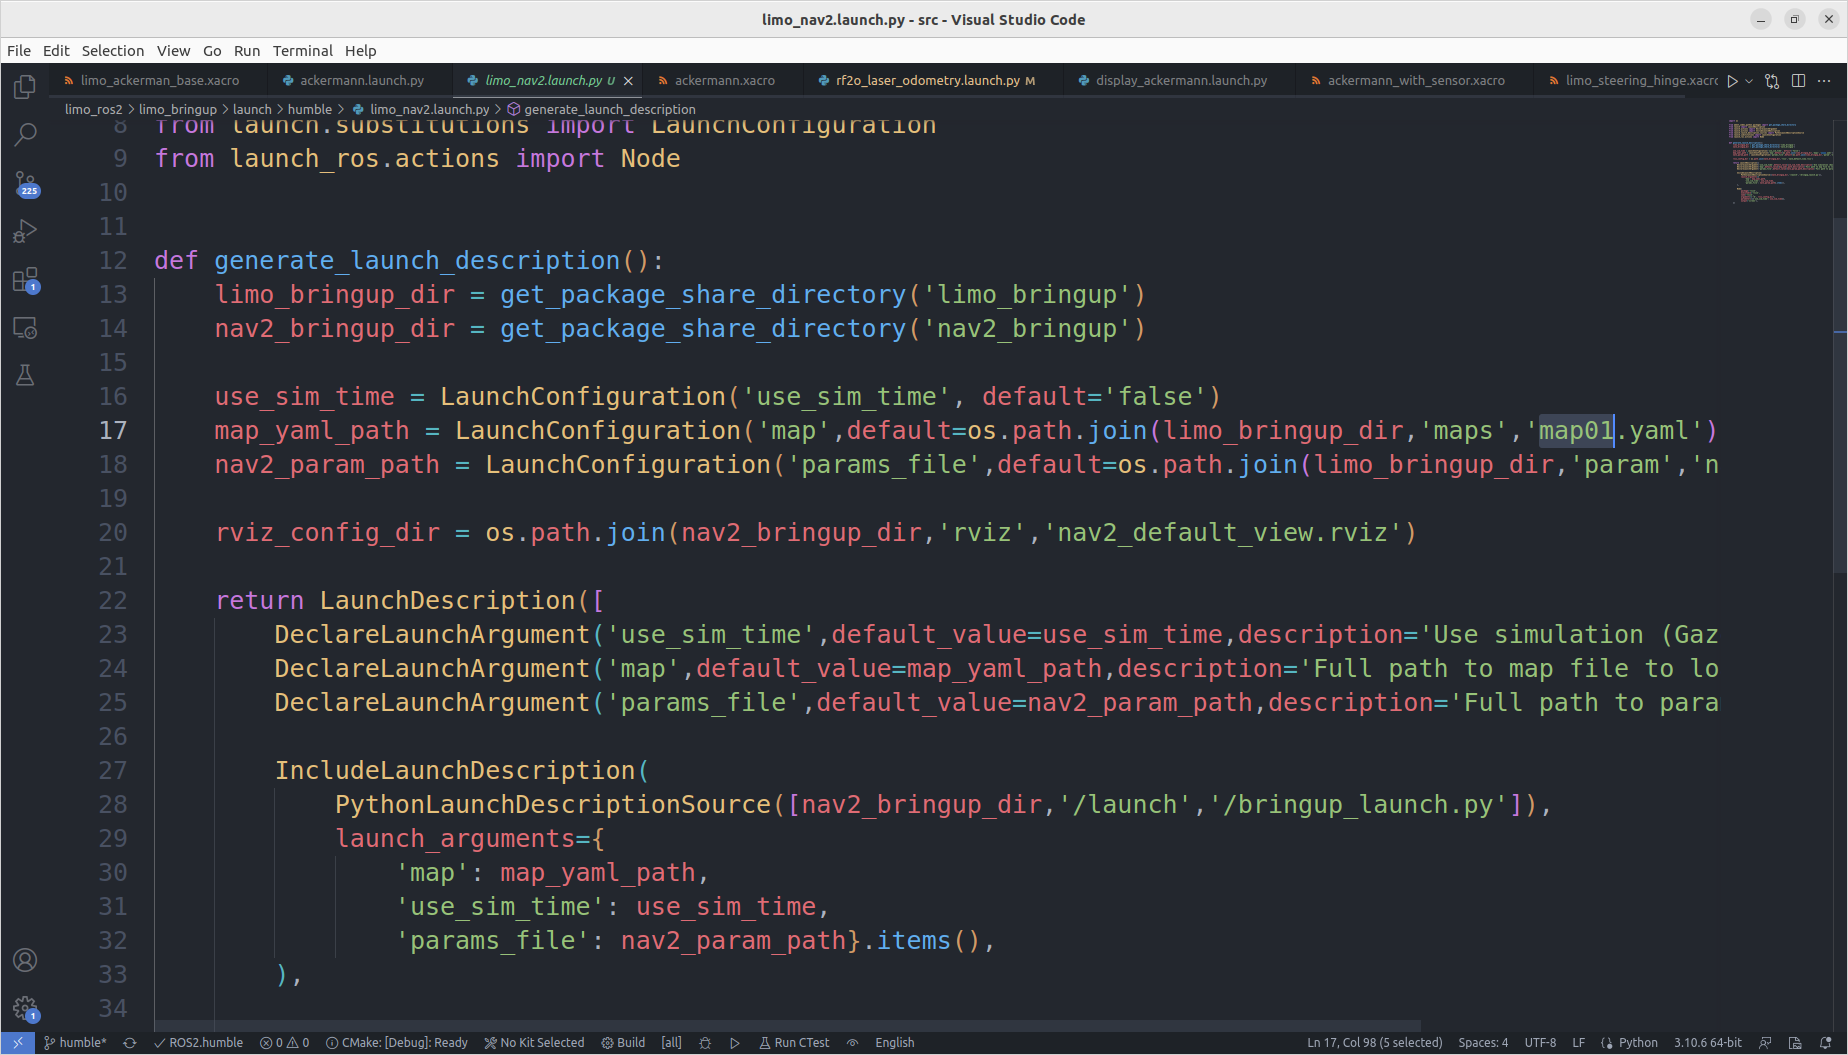 limo_nav2.launch.py - src - Visual Studio Code
File Edit Selection View Go Run Terminal Help
limo_ackerman_base.xacro ackermann.launch.py limo_nav2.launch.py U ackermann.xacro rf2o_laser_odometry.launch.py M display_ackermann.launch.py ackermann_with_sensor.xacro limo_steering_hinge.xacro
limo_ros2 > limo_bringup > launch > humble > limo_nav2.launch.py > generate_launch_description
8 from launch.substitutions import LaunchConfiguration
9 from launch_ros.actions import Node
10
11
12 def generate_launch_description():
13 limo_bringup_dir = get_package_share_directory('limo_bringup')
14 nav2_bringup_dir = get_package_share_directory('nav2_bringup')
15
16 use_sim_time = LaunchConfiguration('use_sim_time', default='false')
17 map_yaml_path = LaunchConfiguration('map',default=os.path.join(limo_bringup_dir,'maps','map01.yaml')
18 nav2_param_path = LaunchConfiguration('params_file',default=os.path.join(limo_bringup_dir,'param','n
19
20 rviz_config_dir = os.path.join(nav2_bringup_dir,'rviz','nav2_default_view.rviz')
21
22 return LaunchDescription([
23 DeclareLaunchArgument('use_sim_time',default_value=use_sim_time,description='Use simulation (Gaz
24 DeclareLaunchArgument('map',default_value=map_yaml_path,description='Full path to map file to lo
25 DeclareLaunchArgument('params_file',default_value=nav2_param_path,description='Full path to para
26
27 IncludeLaunchDescription(
28 PythonLaunchDescriptionSource([nav2_bringup_dir,'/launch','/bringup_launch.py']),
29 launch_arguments={
30 'map': map_yaml_path,
31 'use_sim_time': use_sim_time,
32 'params_file': nav2_param_path}.items(),
33 ),
34
225
1
1
humble* ROS2.humble 0 0 CMake: [Debug]: Ready No Kit Selected Build [all] Run CTest English Ln 17, Col 98 (5 selected) Spaces: 4 UTF-8 LF Python 3.10.6 64-bit